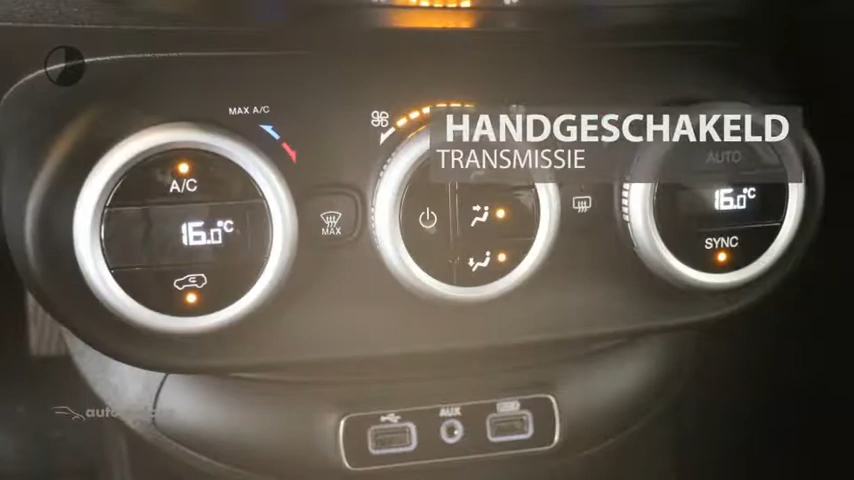 MAX A/C
HANDGESCHAKELD
TRANSMISSIE
A/C
16.0°C
MAX
AUTO
16.0°C
SYNC
AUX